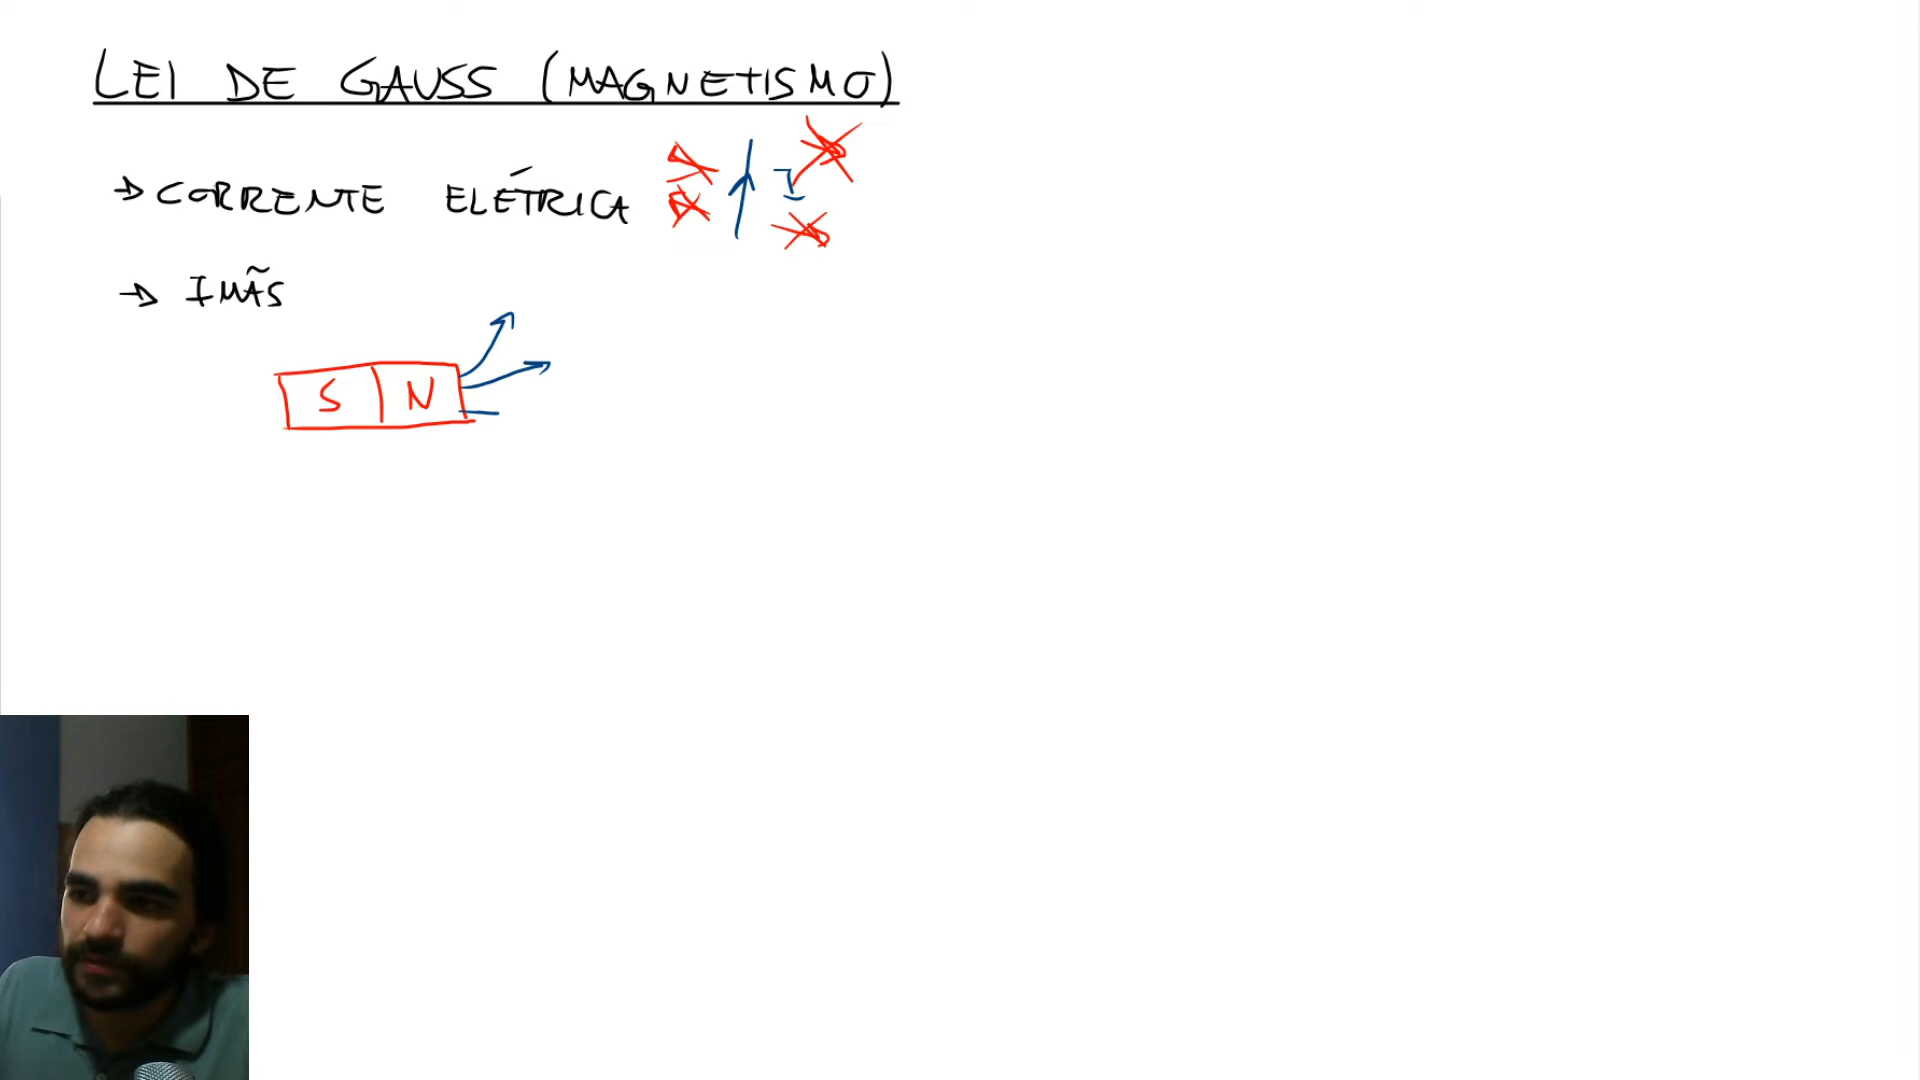 LEI DE GAUSS (MAGNETISMO)
→ CORRENTE ELÉTRICA I
→ IMÃS
S N